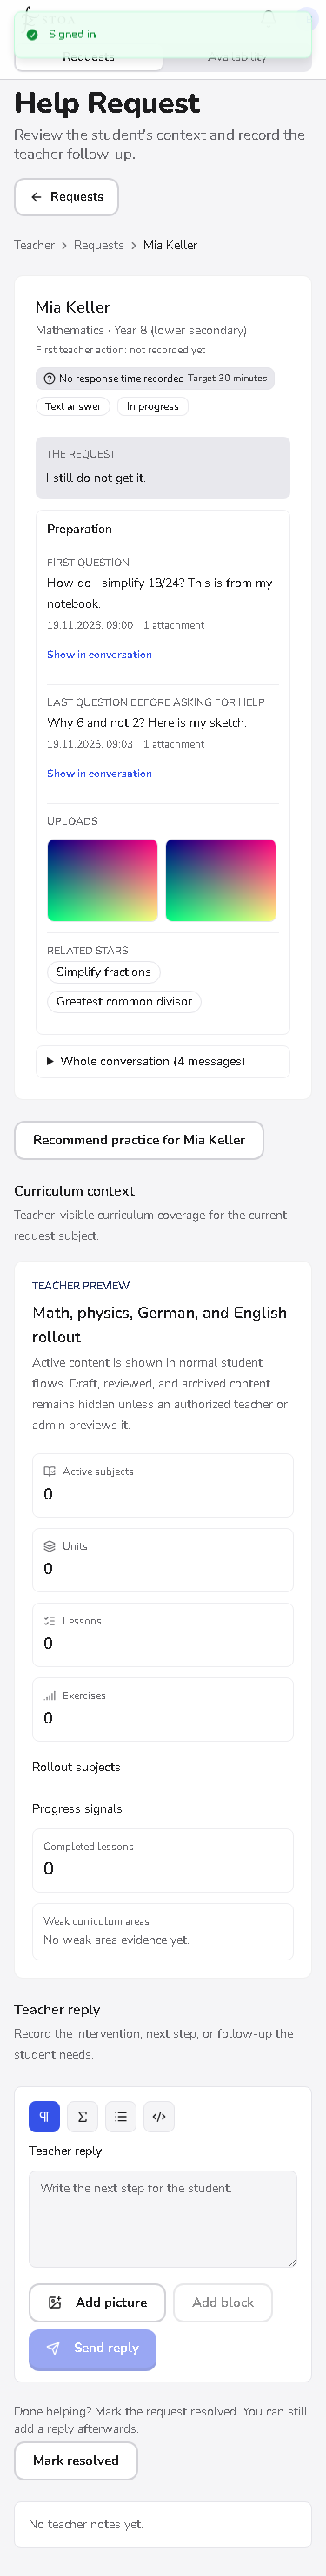 Signed in
Requests
Availability
Help Request
Review the student's context and record the
teacher follow-up.
Requests
Teacher > Requests > Mia Keller
Mia Keller
Mathematics · Year 8 (lower secondary)
First teacher action: not recorded yet
No response time recorded Target 30 minutes
Text answer
In progress
THE REQUEST
I still do not get it.
Preparation
FIRST QUESTION
How do I simplify 18/24? This is from my
notebook.
19.11.2026, 09:00 1 attachment
Show in conversation
LAST QUESTION BEFORE ASKING FOR HELP
Why 6 and not 2? Here is my sketch.
19.11.2026, 09:03 1 attachment
Show in conversation
UPLOADS
RELATED STARS
Simplify fractions
Greatest common divisor
Whole conversation (4 messages)
Recommend practice for Mia Keller
Curriculum context
Teacher-visible curriculum coverage for the current
request subject.
TEACHER PREVIEW
Math, physics, German, and English
rollout
Active content is shown in normal student
flows. Draft, reviewed, and archived content
remains hidden unless an authorized teacher or
admin previews it.
Active subjects
0
Units
0
Lessons
0
Exercises
0
Rollout subjects
Progress signals
Completed lessons
0
Weak curriculum areas
No weak area evidence yet.
Teacher reply
Record the intervention, next step, or follow-up the
student needs.
Teacher reply
Write the next step for the student.
Add picture
Add block
Send reply
Done helping? Mark the request resolved. You can still
add a reply afterwards.
Mark resolved
No teacher notes yet.